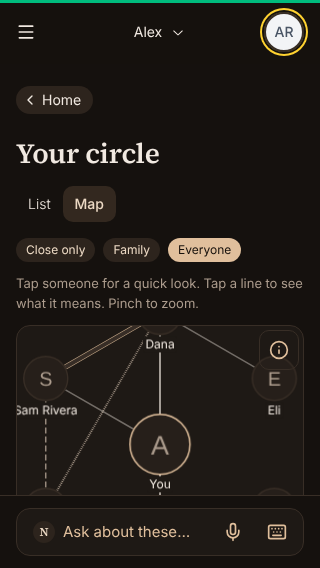 Alex
AR
Home
Your circle
List Map
Close only Family Everyone
Tap someone for a quick look. Tap a line to see
what it means. Pinch to zoom.
Dana
S
E
Sam Rivera
Eli
A
You
N Ask about these...